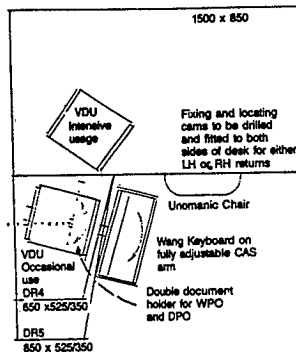 1500 x 850
VDU
Intensive
usage
Fixing and locating
cams to be drilled
and fitted to both
sides of desk for either
LH or RH returns
Unomanic Chair
Wang Keyboard on
fully adjustable CAS
arm
VDU
Occasional
use
Double document
holder for WPO
and DPO
DR4
650 x525/350
DR5
850 x 525/350